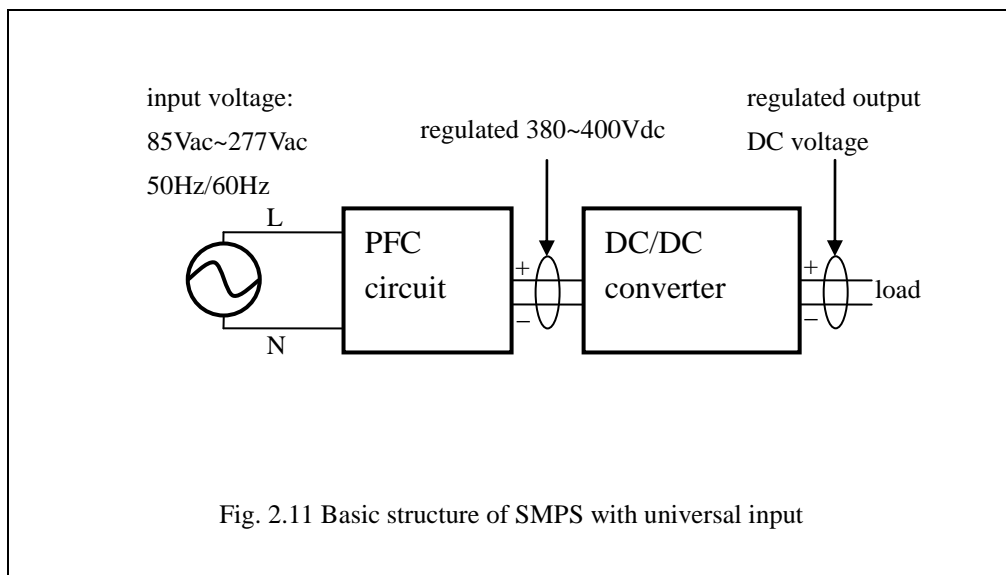 input voltage:
85Vac~277Vac
50Hz/60Hz
regulated 380~400Vdc
regulated output
DC voltage
L
N
PFC
circuit
+
−
DC/DC
converter
+
−
load
Fig. 2.11 Basic structure of SMPS with universal input